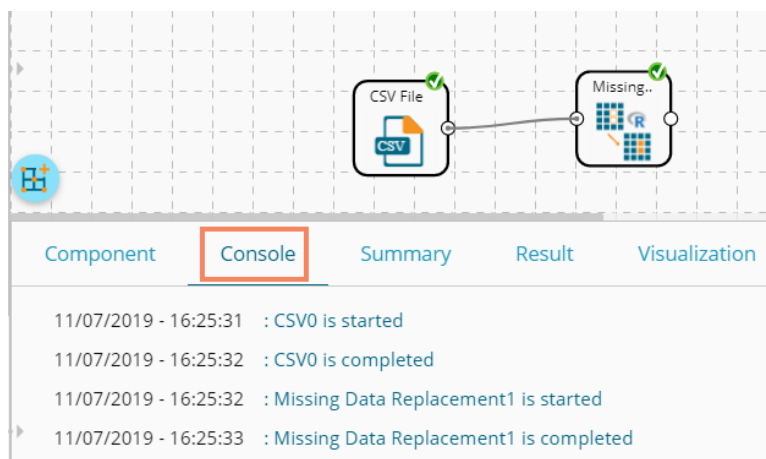 CSV File
Missing..
CSV
R
Component Console Summary Result Visualization
11/07/2019 - 16:25:31 : CSV0 is started
11/07/2019 - 16:25:32 : CSV0 is completed
11/07/2019 - 16:25:32 : Missing Data Replacement1 is started
11/07/2019 - 16:25:33 : Missing Data Replacement1 is completed